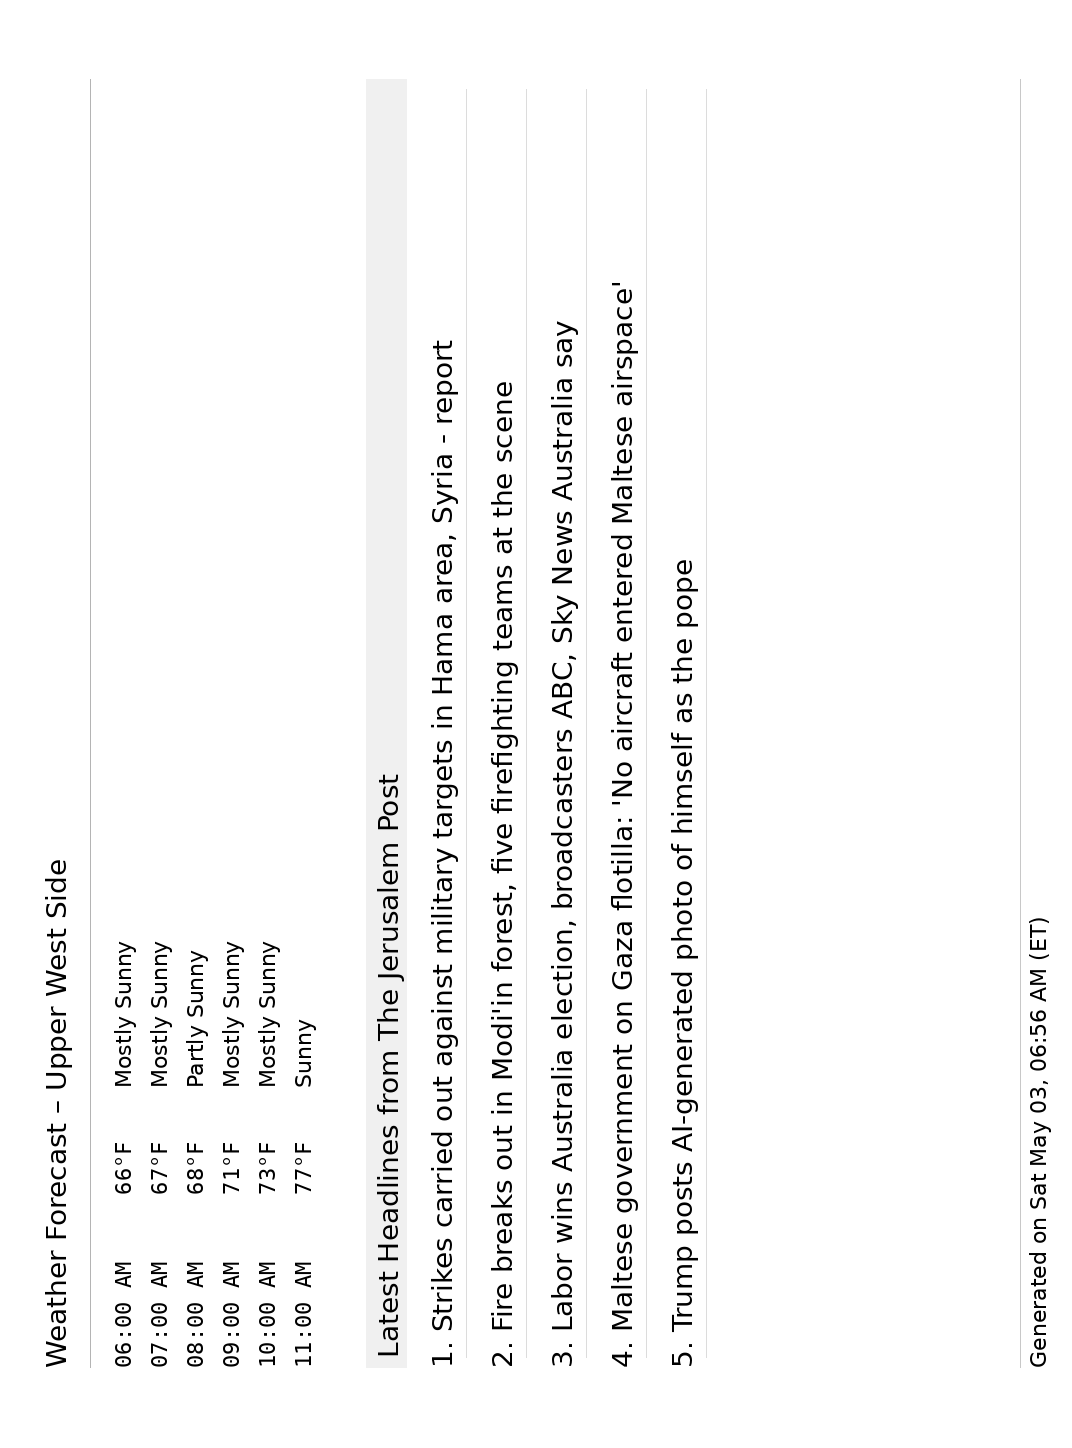 Weather Forecast – Upper West Side
06:00 AM 66°F Mostly Sunny
07:00 AM 67°F Mostly Sunny
08:00 AM 68°F Partly Sunny
09:00 AM 71°F Mostly Sunny
10:00 AM 73°F Mostly Sunny
11:00 AM 77°F Sunny
Latest Headlines from The Jerusalem Post
1. Strikes carried out against military targets in Hama area, Syria - report
2. Fire breaks out in Modi'in forest, five firefighting teams at the scene
3. Labor wins Australia election, broadcasters ABC, Sky News Australia say
4. Maltese government on Gaza flotilla: 'No aircraft entered Maltese airspace'
5. Trump posts AI-generated photo of himself as the pope
Generated on Sat May 03, 06:56 AM (ET)